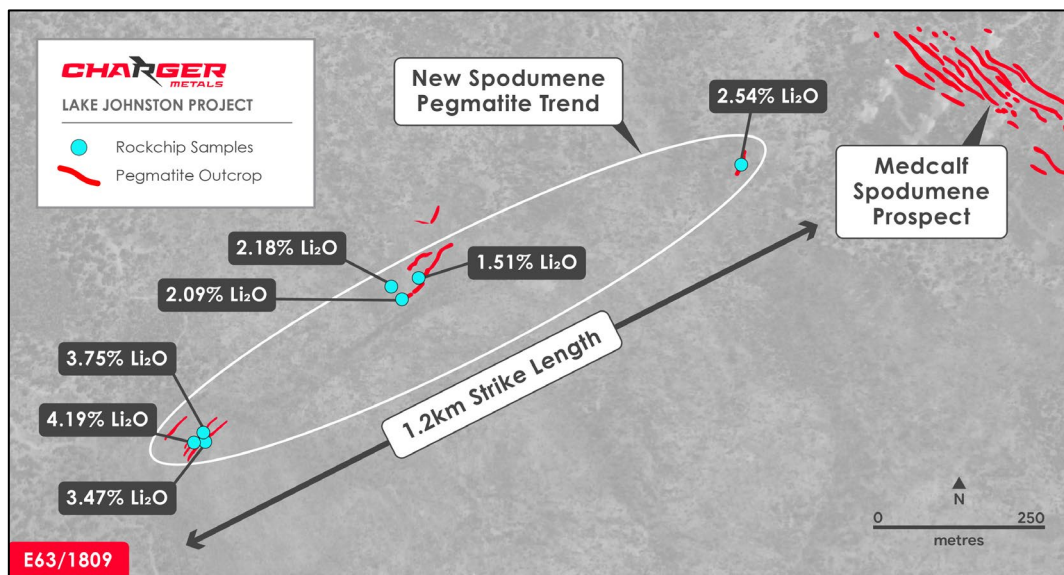 CHARGER
METALS
LAKE JOHNSTON PROJECT
Rockchip Samples
Pegmatite Outcrop
New Spodumene
Pegmatite Trend
2.54% Li₂O
Medcalf
Spodumene
Prospect
2.18% Li₂O
1.51% Li₂O
2.09% Li₂O
3.75% Li₂O
4.19% Li₂O
3.47% Li₂O
1.2km Strike Length
N
0 250
metres
E63/1809